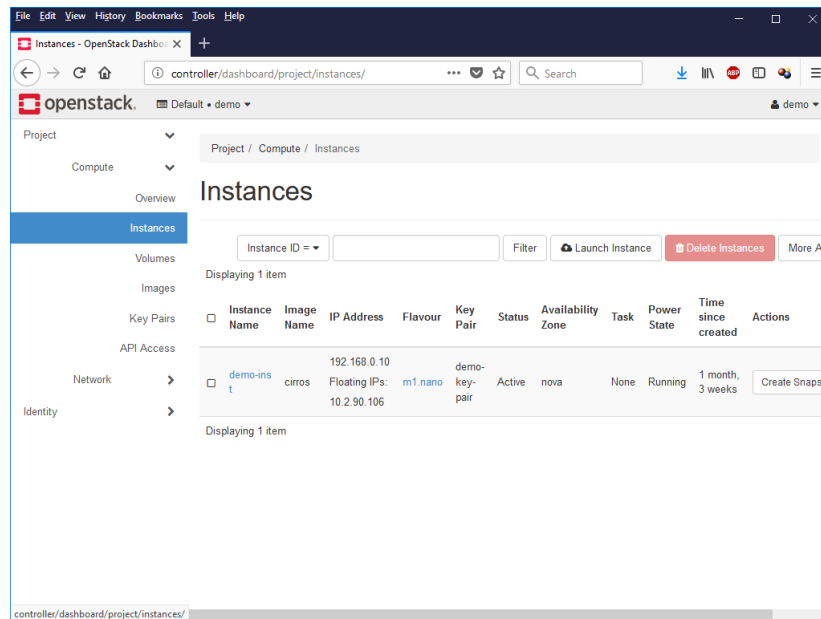 File Edit View History Bookmarks Tools Help
Instances - OpenStack Dashbo
controller/dashboard/project/instances/
Search
ABP
openstack.
Default • demo
demo
Project
Compute
Overview
Instances
Volumes
Images
Key Pairs
API Access
Network
Identity
Project / Compute / Instances
Instances
Instance ID =
Filter
Launch Instance
Delete Instances
More A
Displaying 1 item
Instance Name
Image Name
IP Address
Flavour
Key Pair
Status
Availability Zone
Task
Power State
Time since created
Actions
demo-ins
t
cirros
192.168.0.10
Floating IPs:
10.2.90.106
m1.nano
demo-
key-
pair
Active
nova
None
Running
1 month,
3 weeks
Create Snaps
Displaying 1 item
controller/dashboard/project/instances/